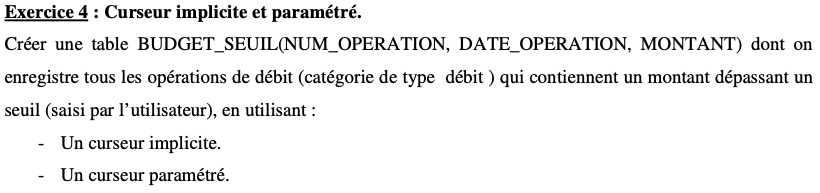 Exercice 4 : Curseur implicite et paramétré.
Créer une table BUDGET_SEUIL(NUM_OPERATION, DATE_OPERATION, MONTANT) dont on
enregistre tous les opérations de débit (catégorie de type débit ) qui contiennent un montant dépassant un
seuil (saisi par l'utilisateur), en utilisant :
- Un curseur implicite.
- Un curseur paramétré.